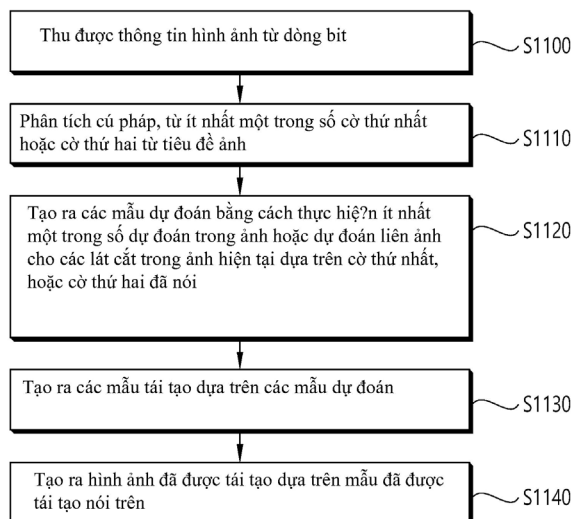 Thu được thông tin hình ảnh từ dòng bit
S1100
Phân tích cú pháp, từ ít nhất một trong số cờ thứ nhất
hoặc cờ thứ hai từ tiêu đề ảnh
S1110
Tạo ra các mẫu dự đoán bằng cách thực hiệ?n ít nhất
một trong số dự đoán trong ảnh hoặc dự đoán liên ảnh
cho các lát cắt trong ảnh hiện tại dựa trên cờ thứ nhất,
hoặc cờ thứ hai đã nói
S1120
Tạo ra các mẫu tái tạo dựa trên các mẫu dự đoán
S1130
Tạo ra hình ảnh đã được tái tạo dựa trên mẫu đã được
tái tạo nói trên
S1140